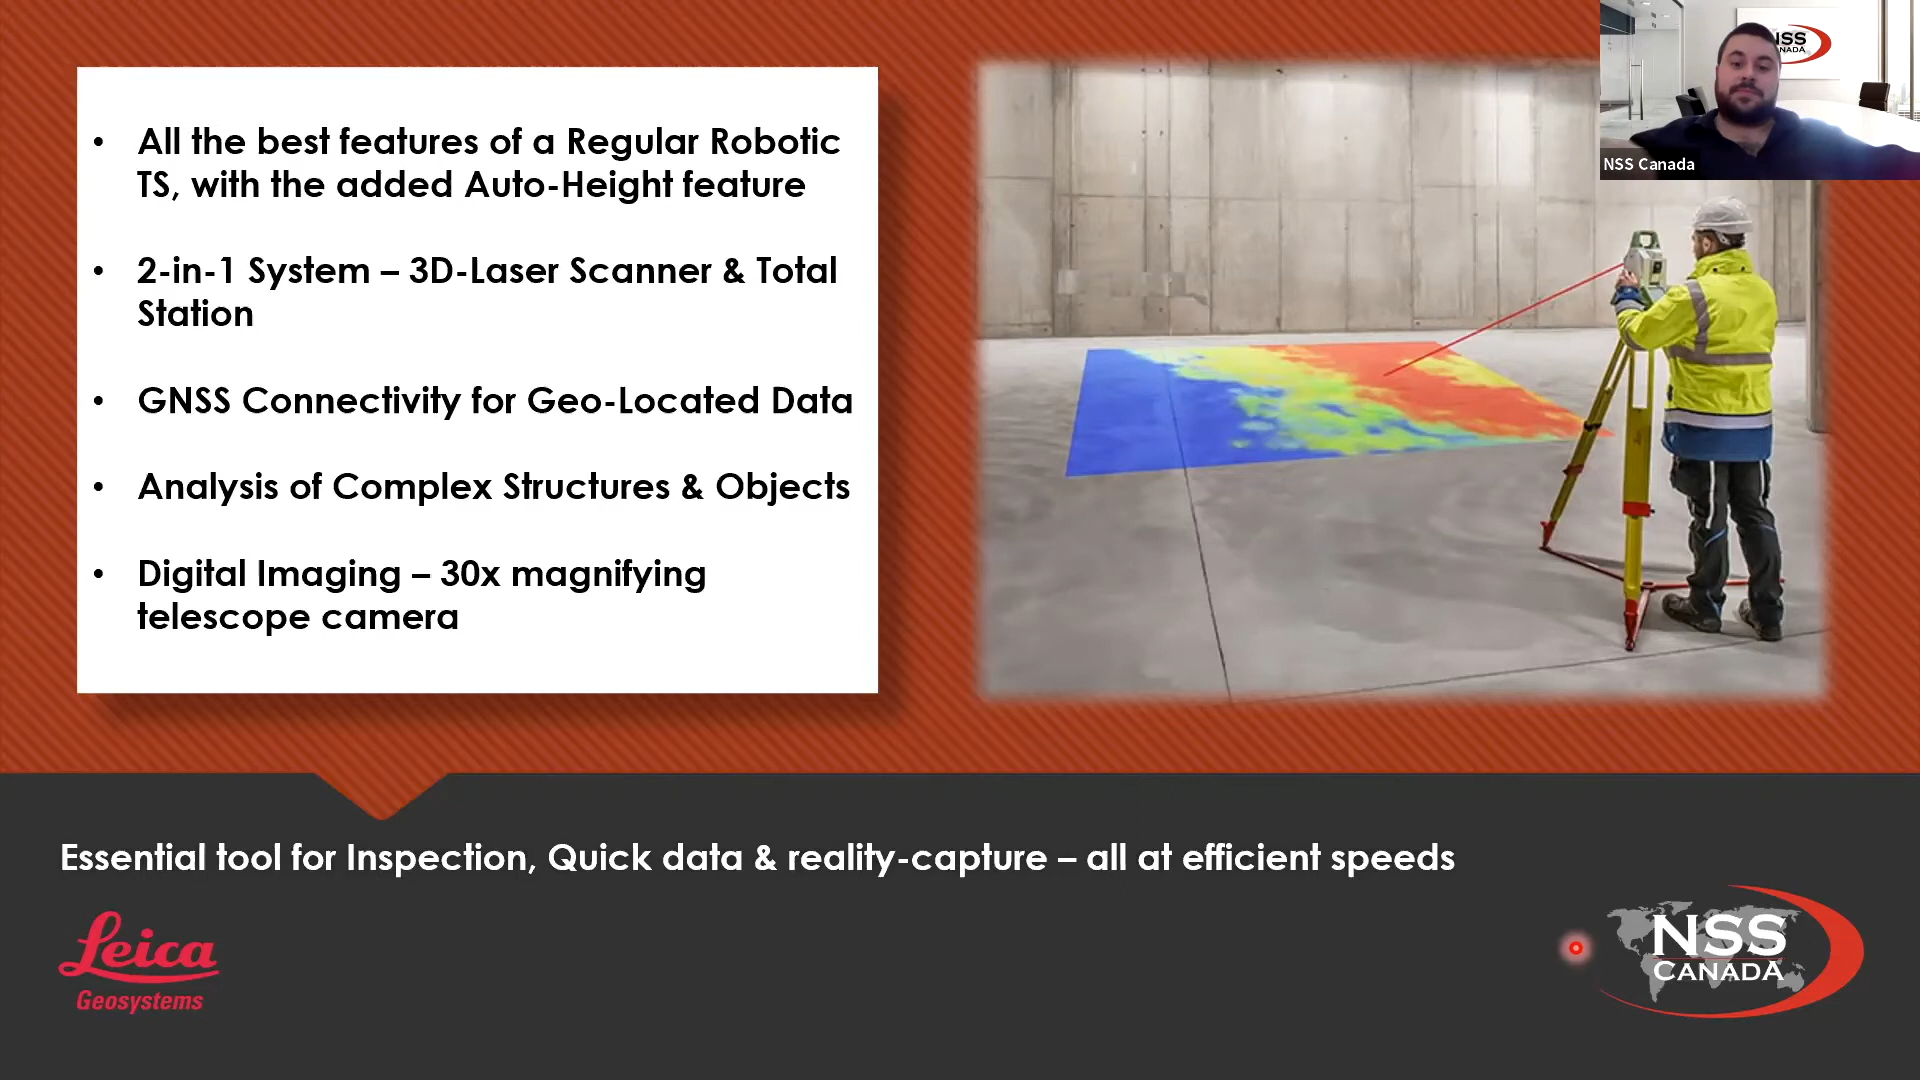 • All the best features of a Regular Robotic
TS, with the added Auto-Height feature
• 2-in-1 System – 3D-Laser Scanner & Total
Station
• GNSS Connectivity for Geo-Located Data
• Analysis of Complex Structures & Objects
• Digital Imaging – 30x magnifying
telescope camera
NSS
CANADA
NSS Canada
Essential tool for Inspection, Quick data & reality-capture – all at efficient speeds
Leica
Geosystems
NSS
CANADA